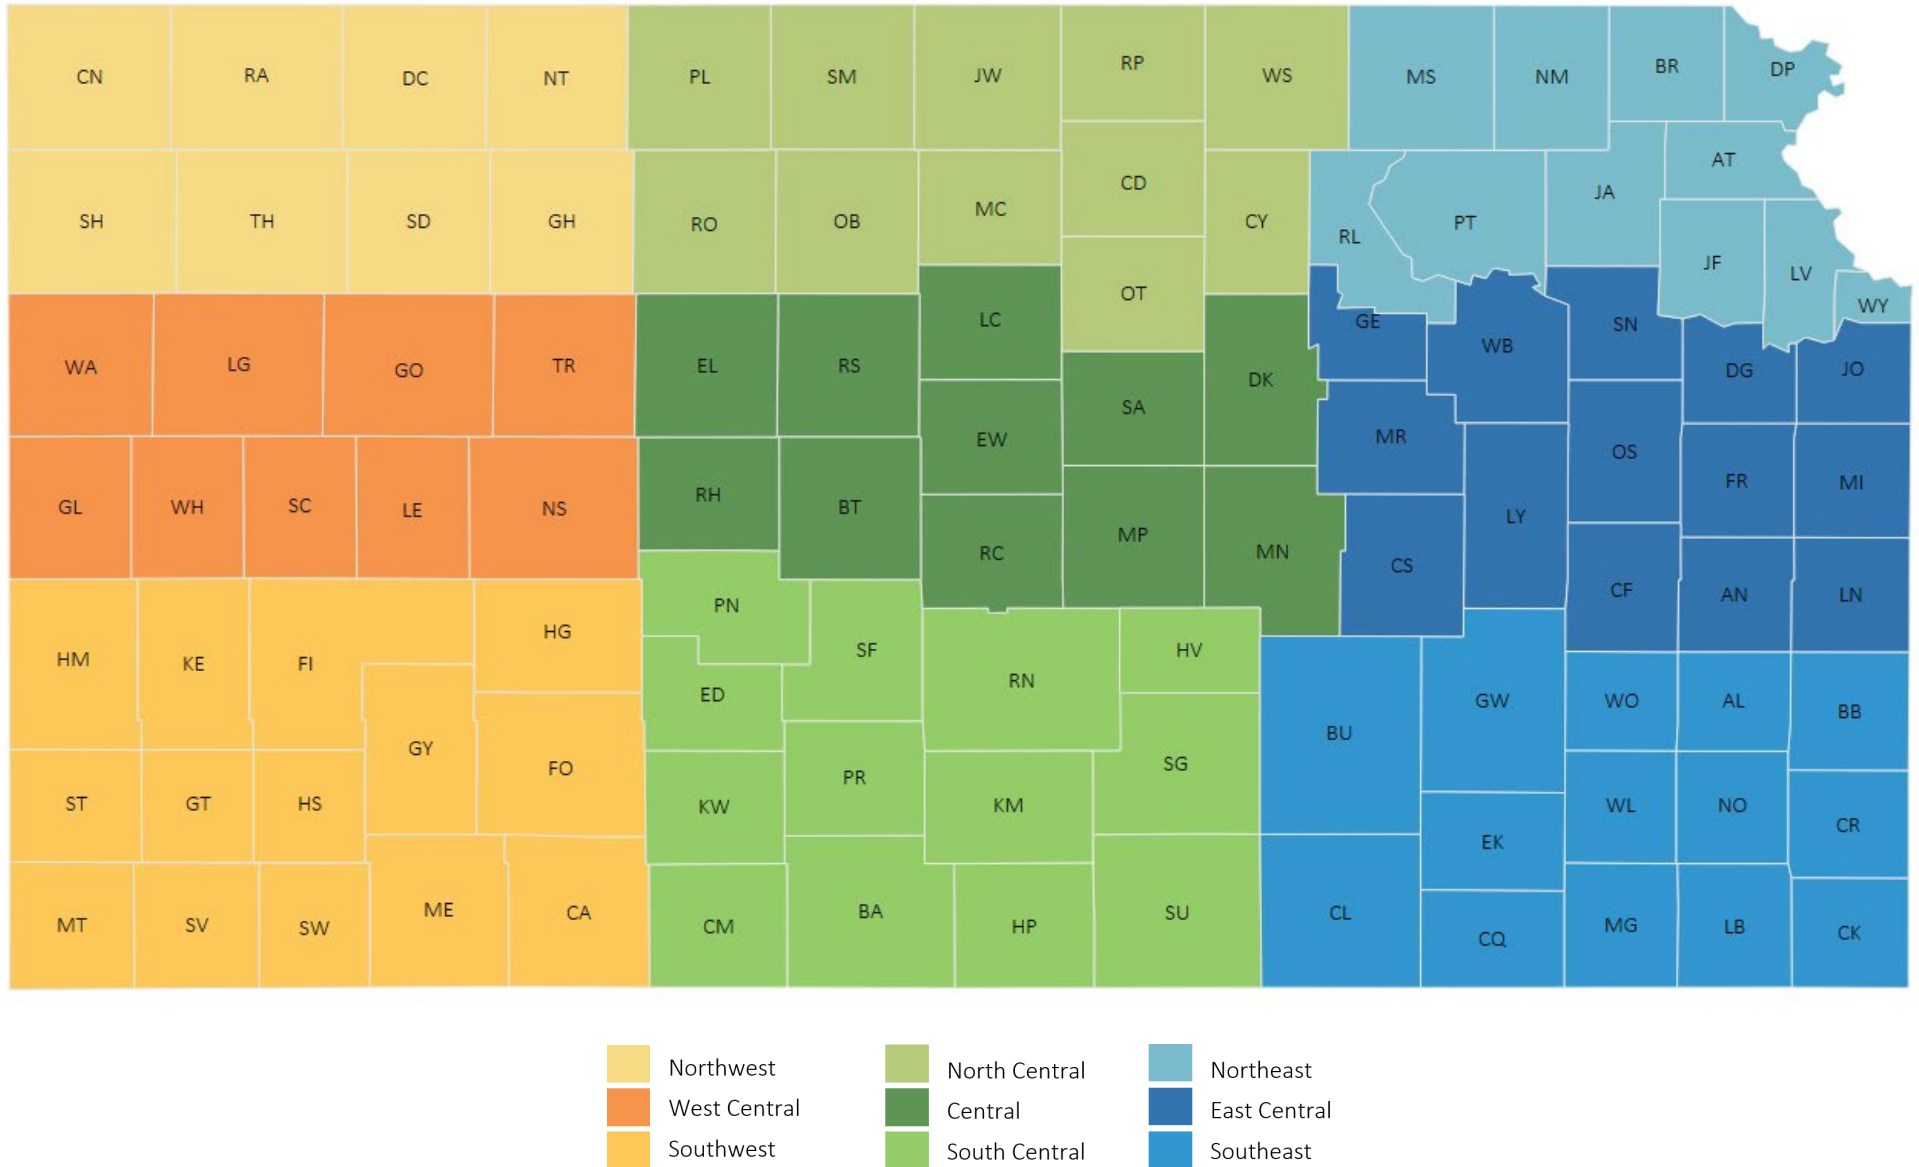 CN RA DC NT PL SM JW RP WS MS NM BR DP
SH TH SD GH RO OB MC CD CY RL PT JA AT
JF LV WY
WA LG GO TR EL RS LC OT DK GE WB SN DG JO
EW SA MR OS FR MI
GL WH SC LE NS RH BT RC MP MN CS LY CF AN LN
HM KE FI HG PN SF RN HV
GY FO ED PR SG BU GW WO AL BB
ST GT HS KW KM EK WL NO CR
MT SV SW ME CA CM BA HP SU CL CQ MG LB CK
Northwest North Central Northeast
West Central Central East Central
Southwest South Central Southeast